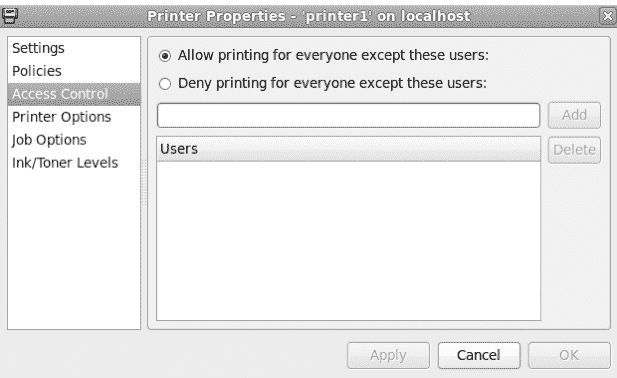 Printer Properties - 'printer1' on localhost
Settings
Policies
Access Control
Printer Options
Job Options
Ink/Toner Levels
Allow printing for everyone except these users:
Deny printing for everyone except these users:
Add
Users
Delete
Apply
Cancel
OK